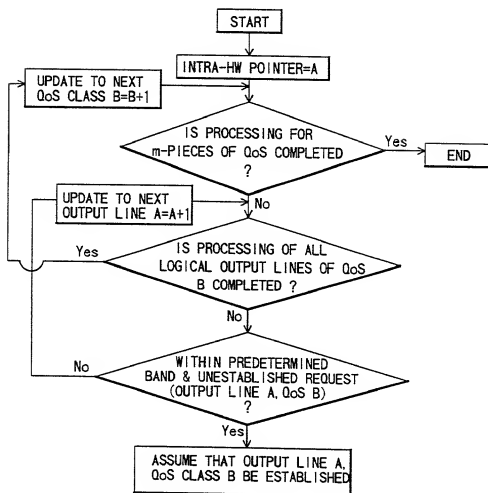 START
INTRA-HW POINTER=A
UPDATE TO NEXT
QoS CLASS B=B+1
IS PROCESSING FOR
m-PIECES OF QoS COMPLETED
?
Yes
END
No
UPDATE TO NEXT
OUTPUT LINE A=A+1
IS PROCESSING OF ALL
LOGICAL OUTPUT LINES OF QoS
B COMPLETED ?
Yes
No
WITHIN PREDETERMINED
BAND & UNESTABLISHED REQUEST
(OUTPUT LINE A, QoS B)
?
No
Yes
ASSUME THAT OUTPUT LINE A,
QoS CLASS B BE ESTABLISHED